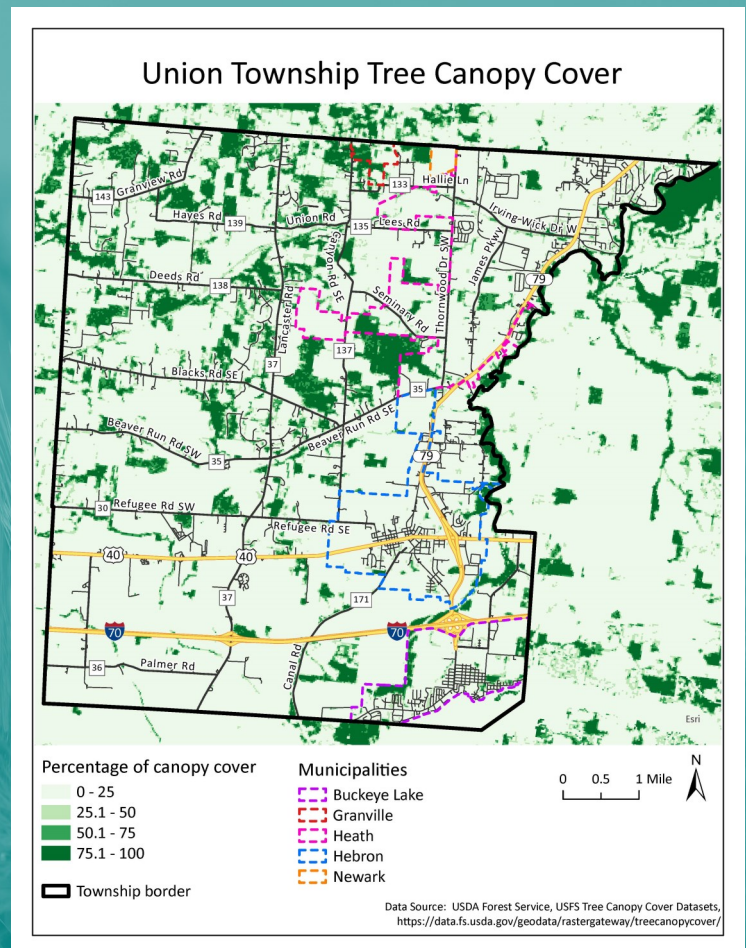 Union Township Tree Canopy Cover
143
Granview Rd
133
Hallie Ln
Hayes Rd
139
Union Rd
135
Lees Rd
Irving-Wick Dr W
Canyon Rd SE
Thornwood Dr SW
James Pkwy
Deeds Rd
138
79
Lancaster Rd
Seminary Rd
137
37
Blacks Rd SE
35
Beaver Run Rd SE
Beaver Run Rd SW
35
79
30
Refugee Rd SW
Refugee Rd SE
40
40
37
171
70
70
36
Palmer Rd
Canal Rd
Esri
Percentage of canopy cover
0 - 25
25.1 - 50
50.1 - 75
75.1 - 100
Township border
Municipalities
Buckeye Lake
Granville
Heath
Hebron
Newark
0 0.5 1 Mile
N
Data Source: USDA Forest Service, USFS Tree Canopy Cover Datasets,
https://data.fs.usda.gov/geodata/rastergateway/treecanopycover/